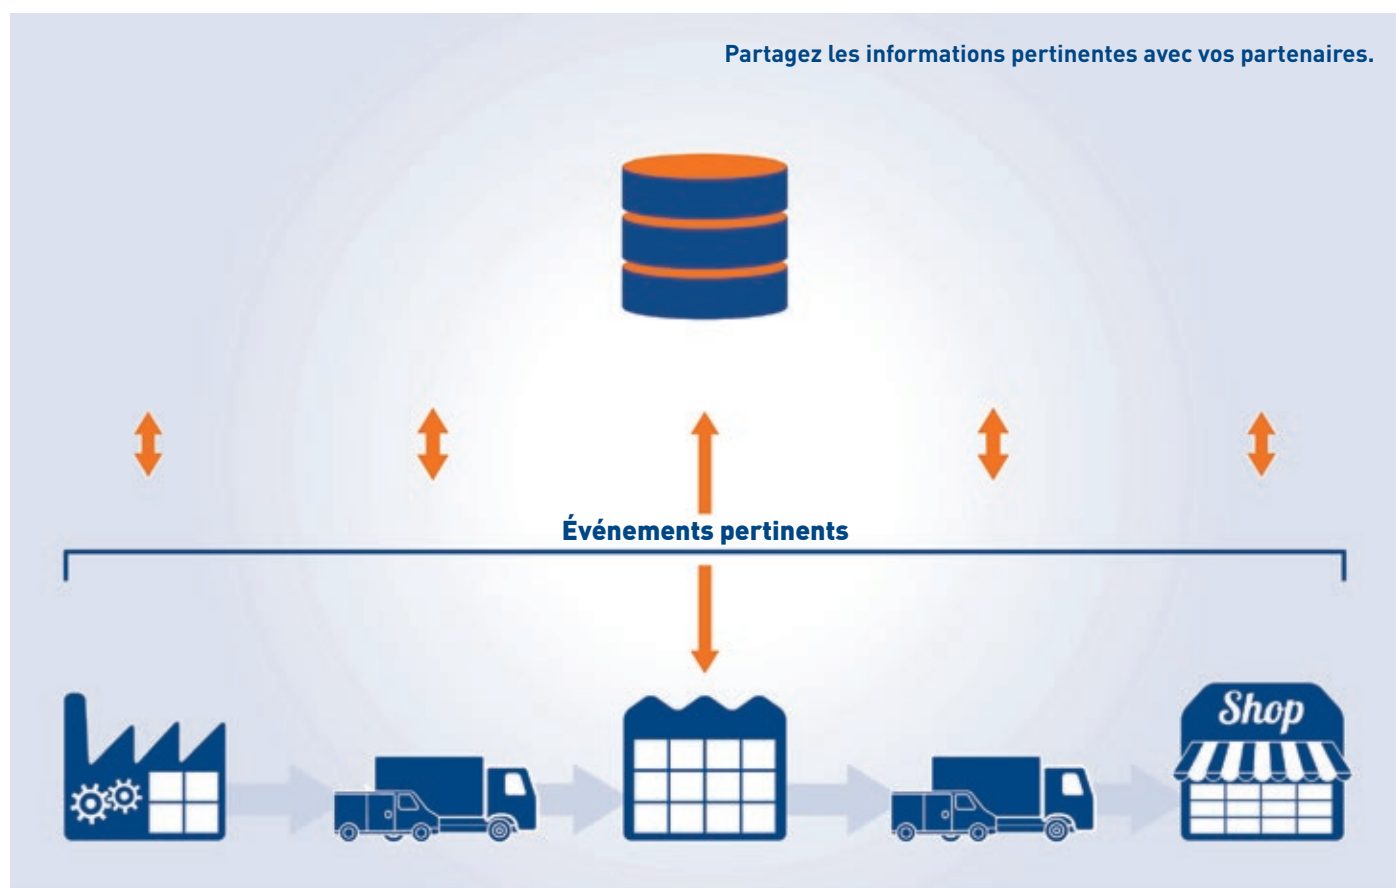 Partagez les informations pertinentes avec vos partenaires.
Événements pertinents
Shop